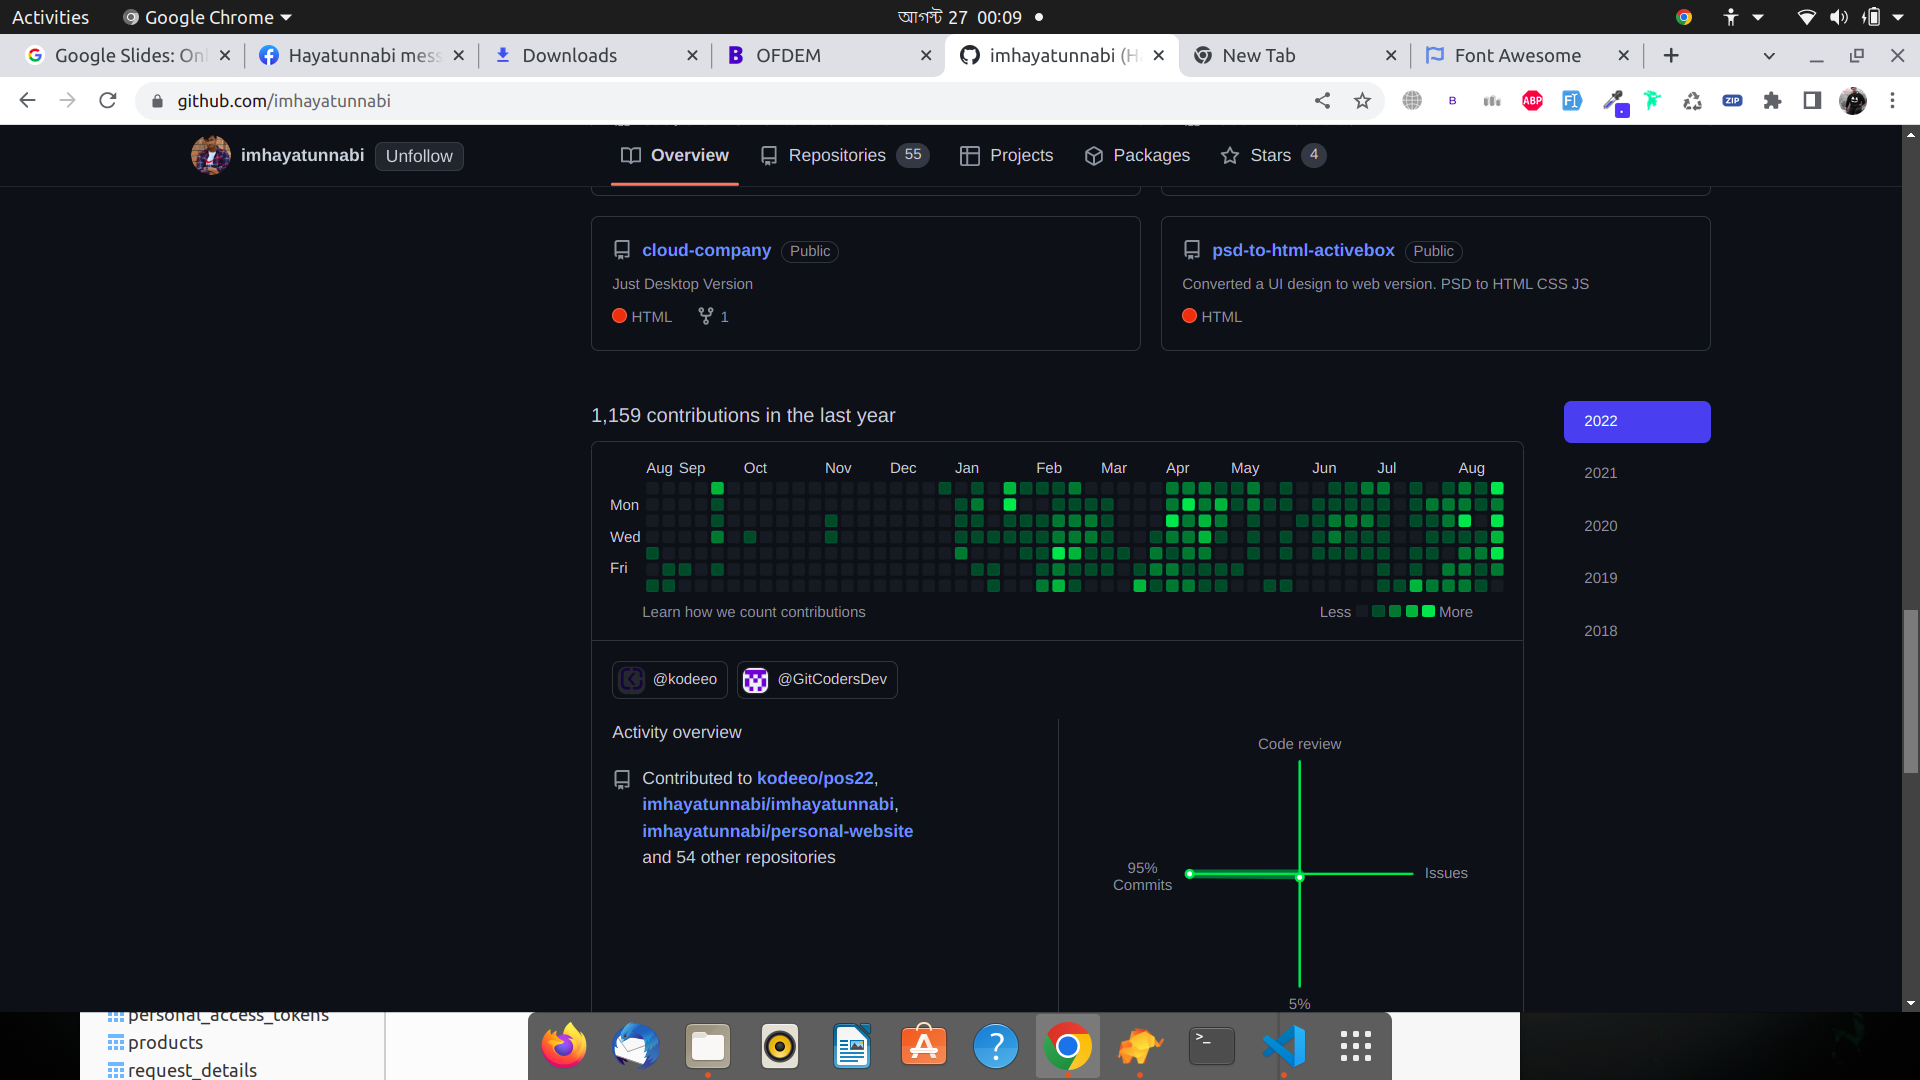 Activities
Google Chrome
আগস্ট 27 00:09
Google Slides: Onl
Hayatunnabi mess
Downloads
OFDEM
imhayatunnabi (Ha
New Tab
Font Awesome
github.com/imhayatunnabi
B
ABP
ZIP
imhayatunnabi
Unfollow
Overview
Repositories 55
Projects
Packages
Stars 4
cloud-company Public
Just Desktop Version
HTML 1
psd-to-html-activebox Public
Converted a UI design to web version. PSD to HTML CSS JS
HTML
1,159 contributions in the last year
2022
2021
2020
2019
2018
Aug Sep Oct Nov Dec Jan Feb Mar Apr May Jun Jul Aug
Mon
Wed
Fri
Learn how we count contributions
Less More
@kodeeo
@GitCodersDev
Activity overview
Contributed to kodeeo/pos22,
imhayatunnabi/imhayatunnabi,
imhayatunnabi/personal-website
and 54 other repositories
Code review
95%
Commits
Issues
5%
personal_access_tokens
products
request_details